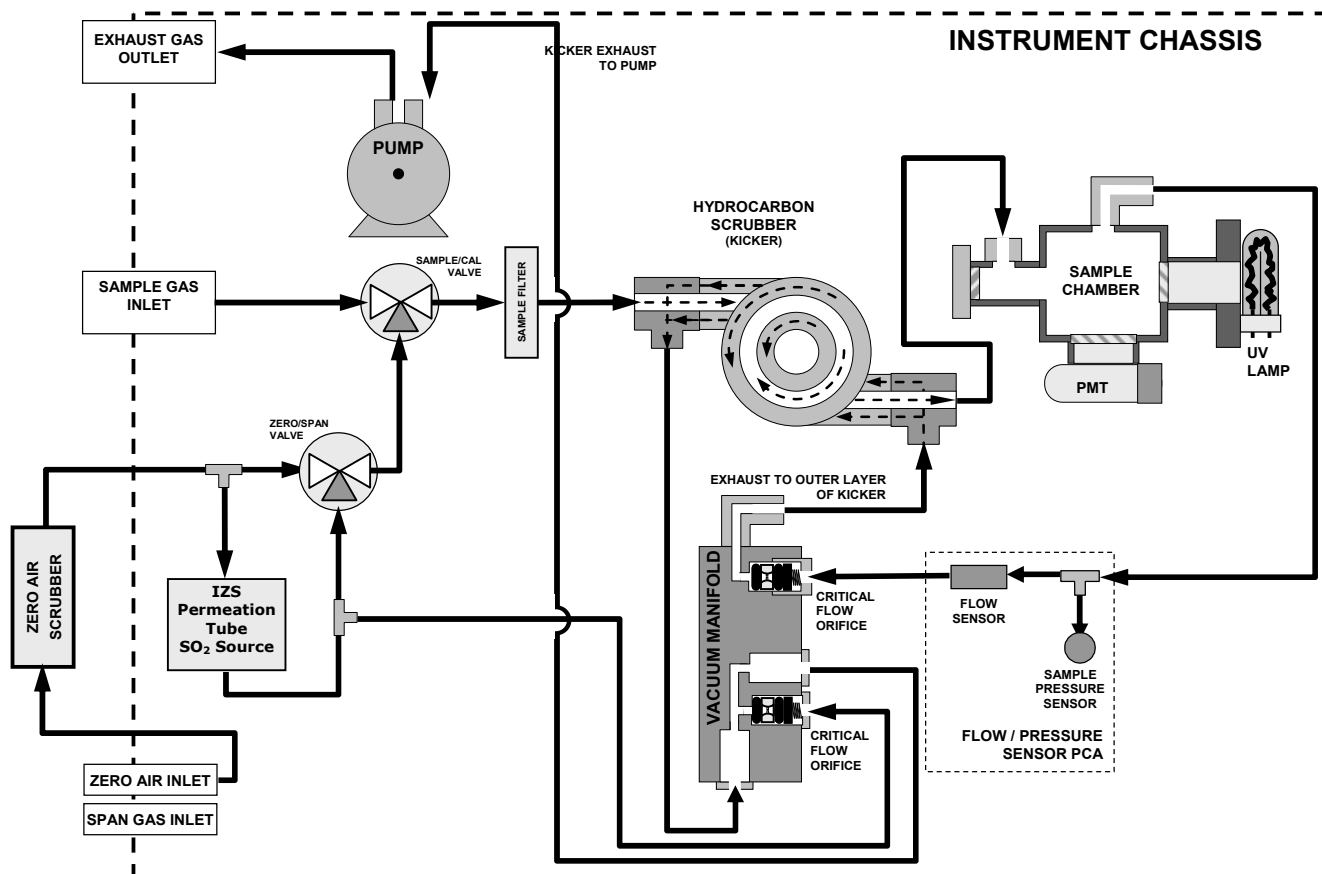 INSTRUMENT CHASSIS
EXHAUST GAS
OUTLET
KICKER EXHAUST
TO PUMP
PUMP
HYDROCARBON
SCRUBBER
(KICKER)
SAMPLE/CAL
VALVE
SAMPLE FILTER
SAMPLE GAS
INLET
SAMPLE
CHAMBER
UV
LAMP
PMT
ZERO/SPAN
VALVE
EXHAUST TO OUTER LAYER
OF KICKER
ZERO AIR
SCRUBBER
IZS
Permeation
Tube
SO₂ Source
VACUUM MANIFOLD
CRITICAL
FLOW
ORIFICE
FLOW
SENSOR
SAMPLE
PRESSURE
SENSOR
CRITICAL
FLOW
ORIFICE
FLOW / PRESSURE
SENSOR PCA
ZERO AIR INLET
SPAN GAS INLET